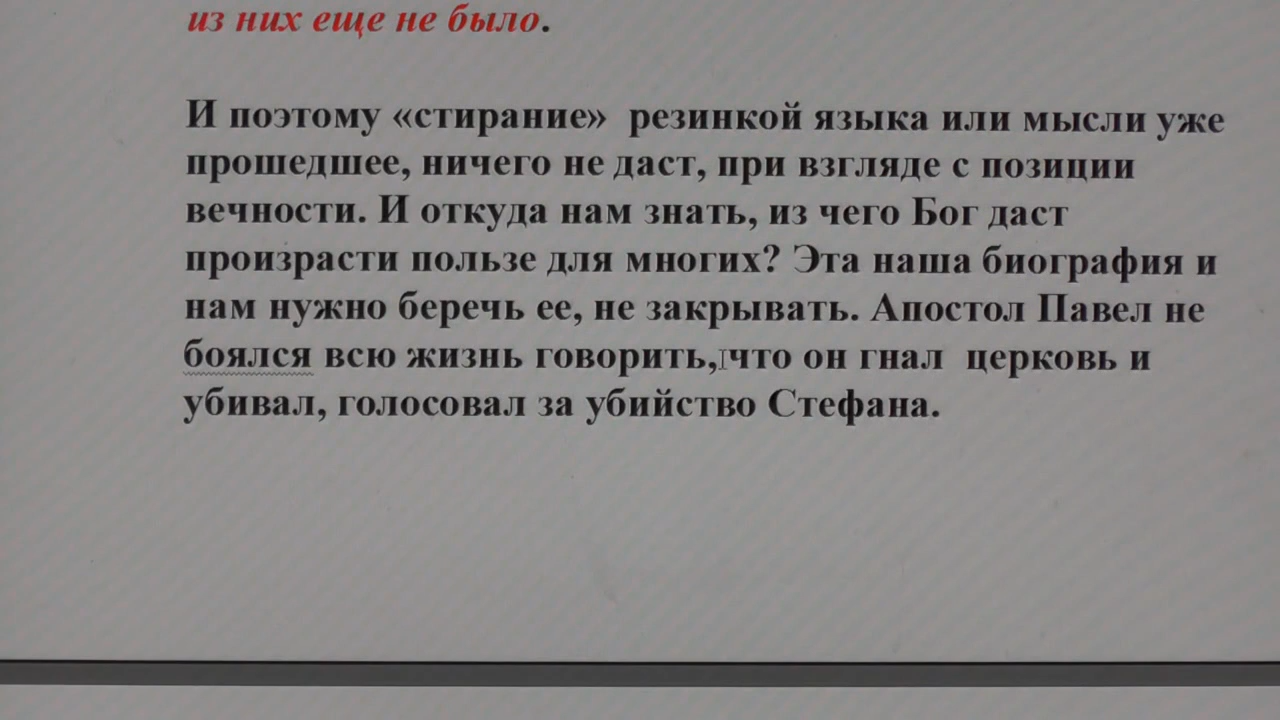 из них еще не было.
И поэтому «стирание»  резинкой языка или мысли уже
прошедшее, ничего не даст, при взгляде с позиции
вечности. И откуда нам знать, из чего Бог даст
произрасти пользе для многих? Эта наша биография и
нам нужно беречь ее, не закрывать. Апостол Павел не
боялся всю жизнь говорить, что он гнал  церковь и
убивал, голосовал за убийство Стефана.